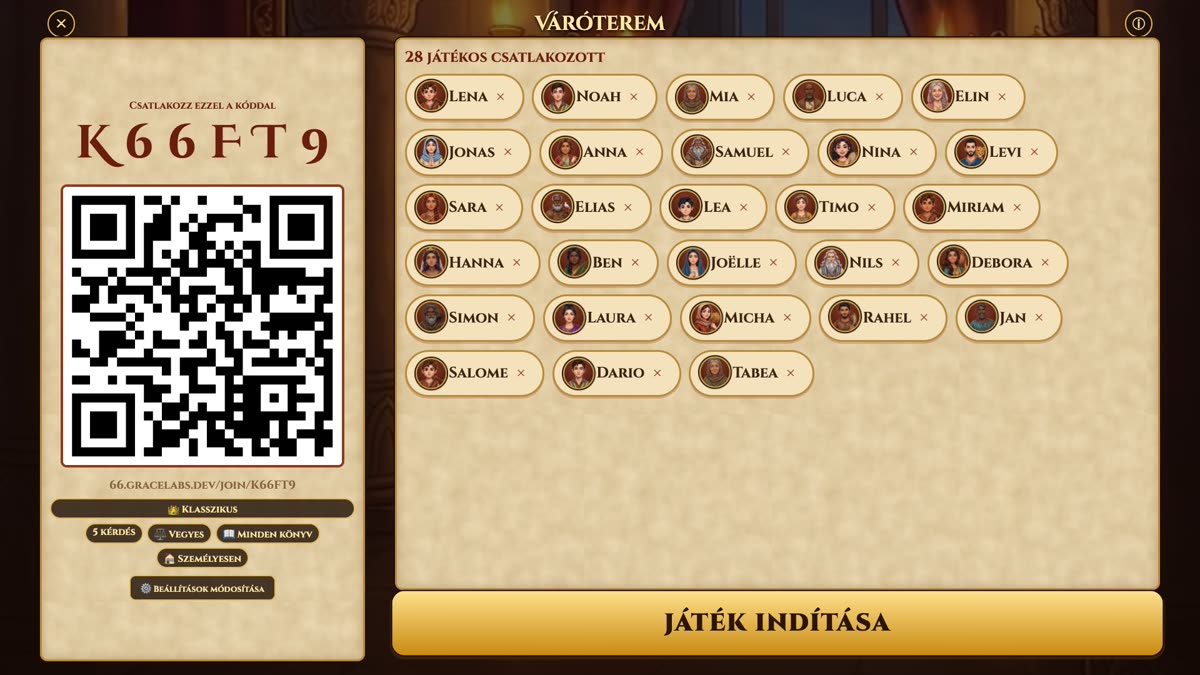 VÁRÓTEREM
CSATLAKOZZ EZZEL A KÓDDAL
K66FT9
66.GRACELABS.DEV/JOIN/K66FT9
KLASSZIKUS
5 KÉRDÉS VEGYES MINDEN KÖNYV
SZEMÉLYESEN
BEÁLLÍTÁSOK MÓDOSÍTÁSA
28 JÁTÉKOS CSATLAKOZOTT
LENA × NOAH × MIA × LUCA × ELIN ×
JONAS × ANNA × SAMUEL × NINA × LEVI ×
SARA × ELIAS × LEA × TIMO × MIRIAM ×
HANNA × BEN × JOËLLE × NILS × DEBORA ×
SIMON × LAURA × MICHA × RAHEL × JAN ×
SALOME × DARIO × TABEA ×
JÁTÉK INDÍTÁSA